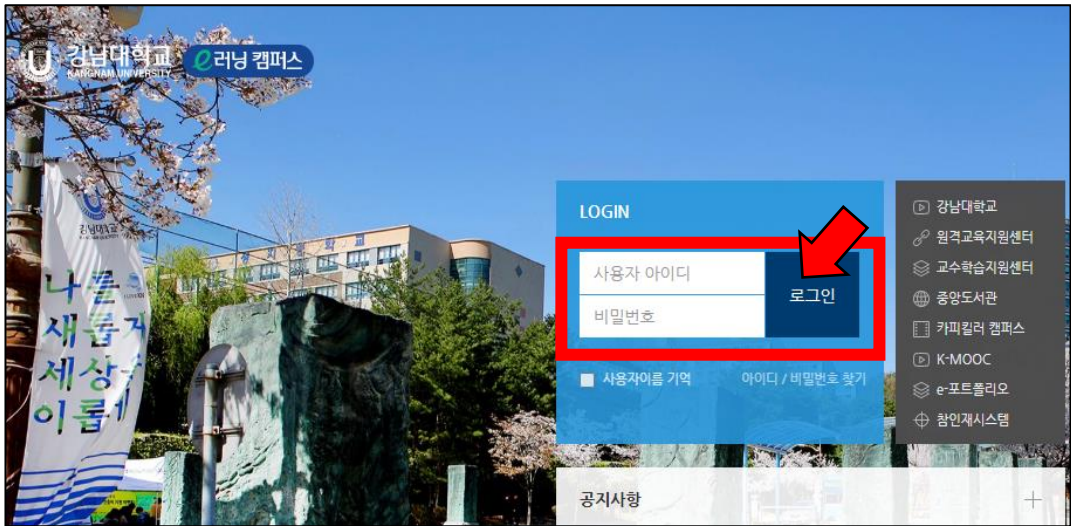 강남대학교
KANGNAM UNIVERSITY
e러닝 캠퍼스
강남대학교
나를
새롭게
세상을
이롭게
LOGIN
사용자 아이디
비밀번호
로그인
사용자이름 기억
아이디 / 비밀번호 찾기
강남대학교
원격교육지원센터
교수학습지원센터
중앙도서관
카피킬러 캠퍼스
K-MOOC
e-포트폴리오
참인재시스템
공지사항